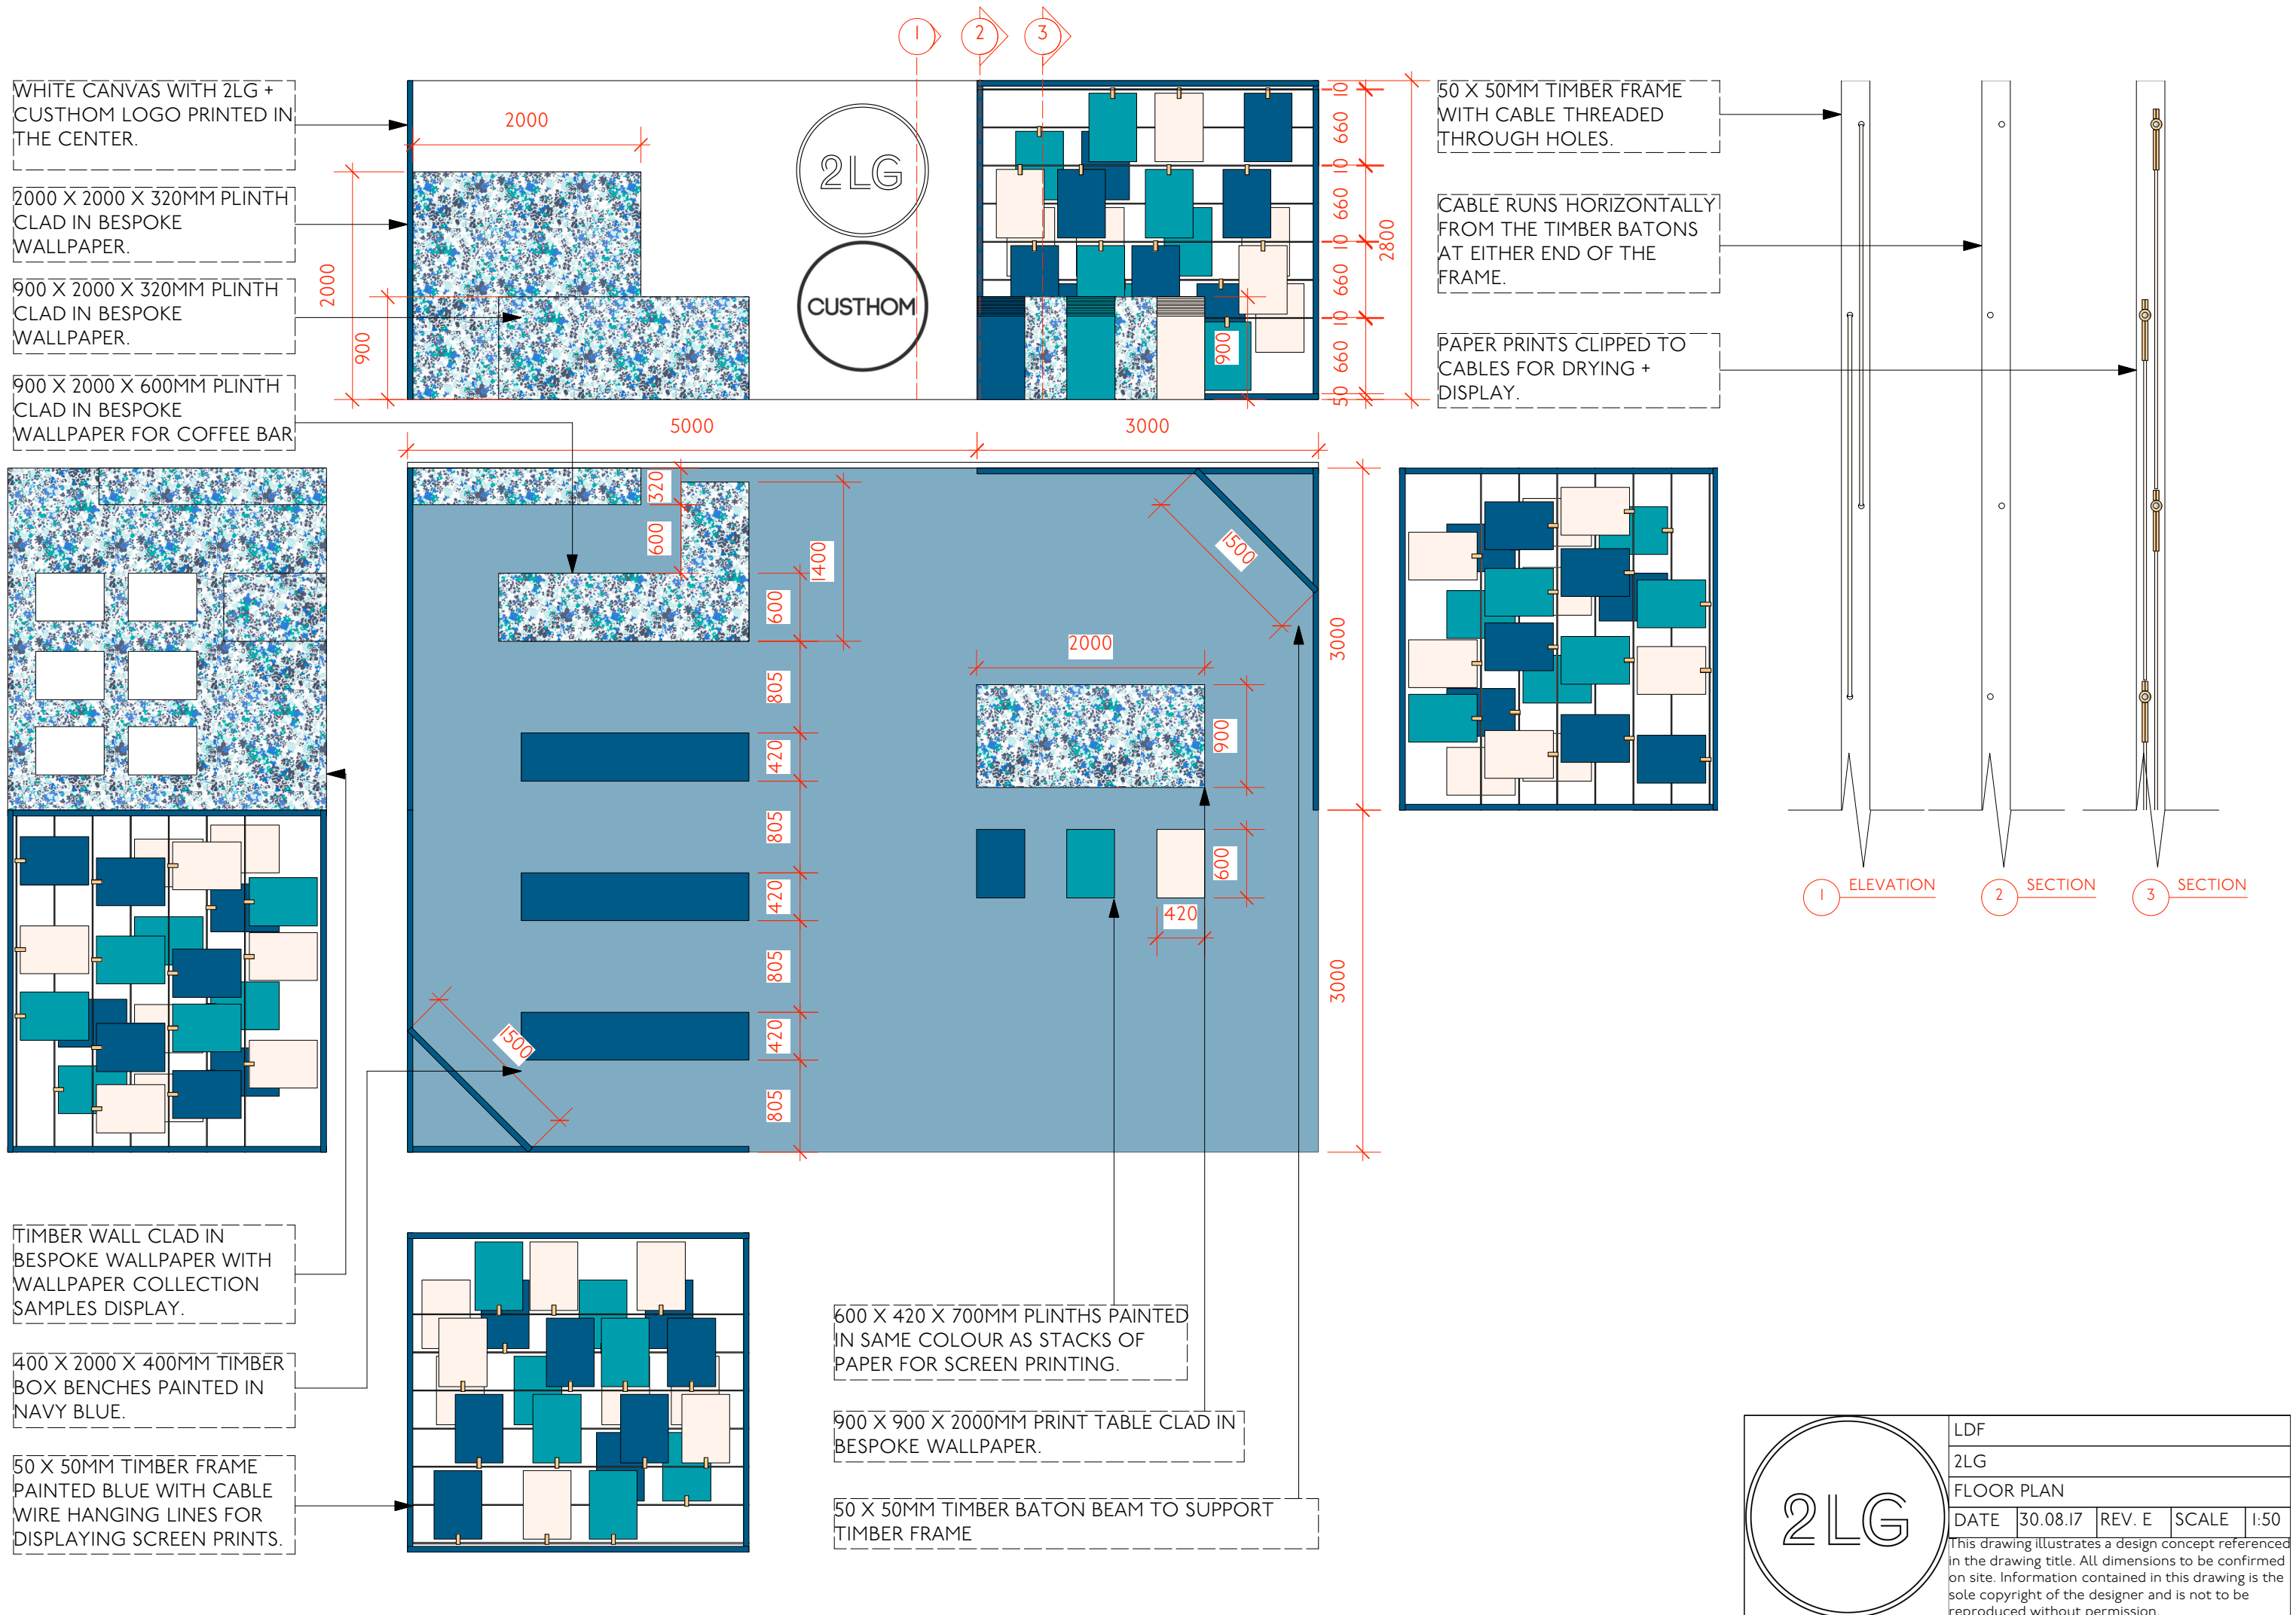 1
2
3
WHITE CANVAS WITH 2LG +
CUSTHOM LOGO PRINTED IN
THE CENTER.
2000 X 2000 X 320MM PLINTH
CLAD IN BESPOKE
WALLPAPER.
900 X 2000 X 320MM PLINTH
CLAD IN BESPOKE
WALLPAPER.
900 X 2000 X 600MM PLINTH
CLAD IN BESPOKE
WALLPAPER FOR COFFEE BAR
2000
2000
900
2LG
CUSTHOM
900
10
660
10
660
10
660
10
660
50
2800
50 X 50MM TIMBER FRAME
WITH CABLE THREADED
THROUGH HOLES.
CABLE RUNS HORIZONTALLY
FROM THE TIMBER BATONS
AT EITHER END OF THE
FRAME.
PAPER PRINTS CLIPPED TO
CABLES FOR DRYING +
DISPLAY.
5000
3000
320
600
1400
600
805
420
805
420
805
420
805
1500
1500
2000
900
600
420
3000
3000
1 ELEVATION
2 SECTION
3 SECTION
TIMBER WALL CLAD IN
BESPOKE WALLPAPER WITH
WALLPAPER COLLECTION
SAMPLES DISPLAY.
400 X 2000 X 400MM TIMBER
BOX BENCHES PAINTED IN
NAVY BLUE.
50 X 50MM TIMBER FRAME
PAINTED BLUE WITH CABLE
WIRE HANGING LINES FOR
DISPLAYING SCREEN PRINTS.
600 X 420 X 700MM PLINTHS PAINTED
IN SAME COLOUR AS STACKS OF
PAPER FOR SCREEN PRINTING.
900 X 900 X 2000MM PRINT TABLE CLAD IN
BESPOKE WALLPAPER.
50 X 50MM TIMBER BATON BEAM TO SUPPORT
TIMBER FRAME
2LG
LDF
2LG
FLOOR PLAN
DATE 30.08.17 REV. E SCALE 1:50
This drawing illustrates a design concept referenced
in the drawing title. All dimensions to be confirmed
on site. Information contained in this drawing is the
sole copyright of the designer and is not to be
reproduced without permission.